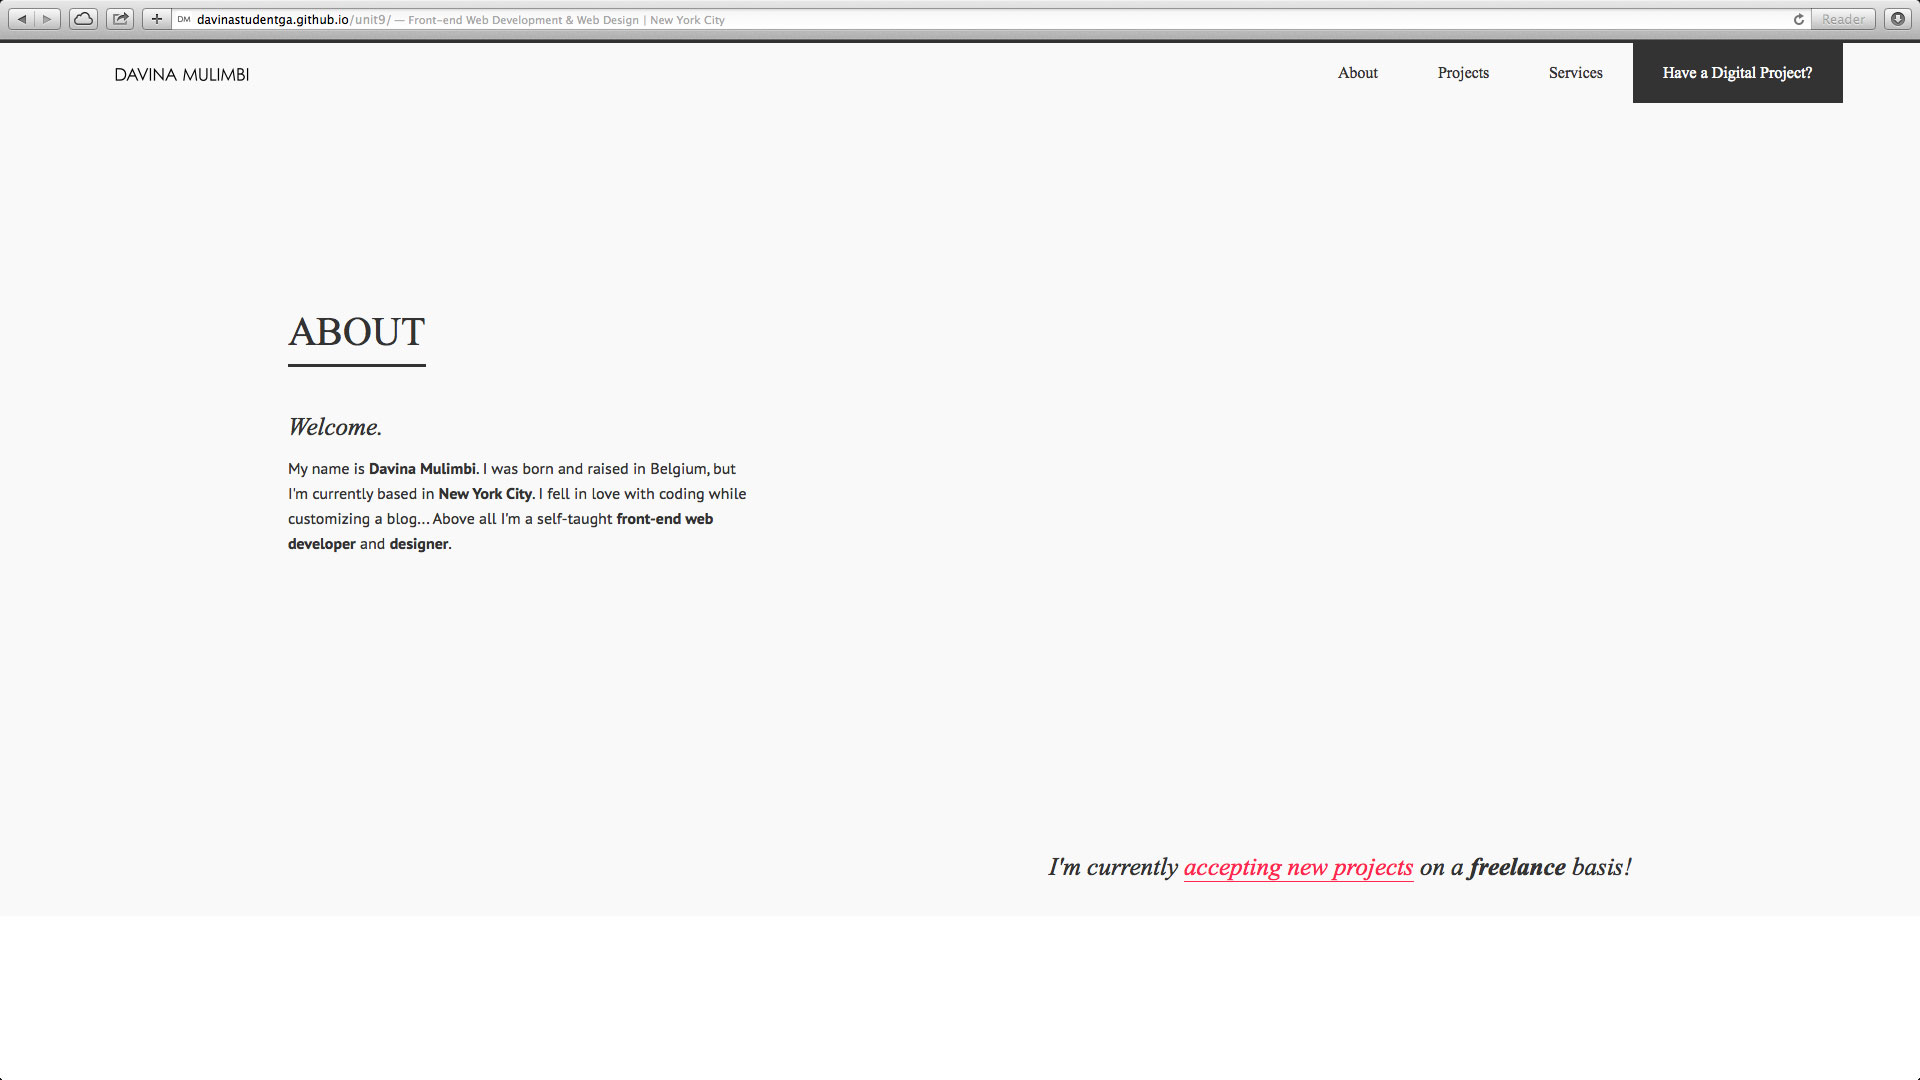 DM davinastudentga.github.io/unit9/ — Front-end Web Development & Web Design | New York City
Reader
DAVINA MULIMBI
About
Projects
Services
Have a Digital Project?
ABOUT
Welcome.
My name is Davina Mulimbi. I was born and raised in Belgium, but
I'm currently based in New York City. I fell in love with coding while
customizing a blog... Above all I'm a self-taught front-end web
developer and designer.
I'm currently accepting new projects on a freelance basis!